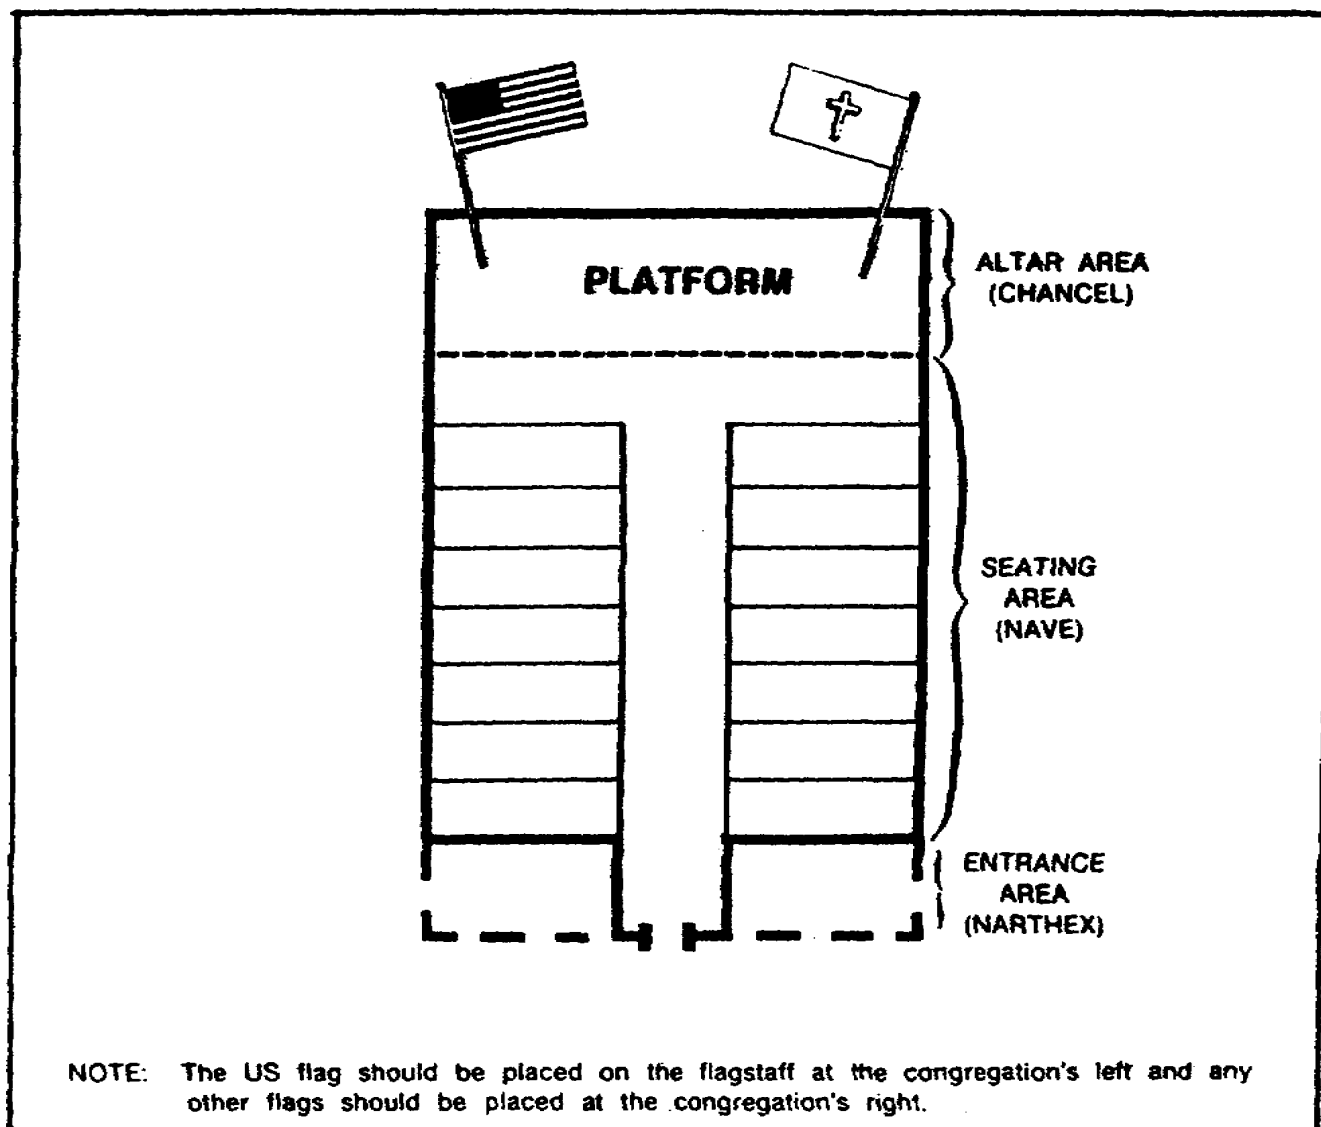 PLATFORM
ALTAR AREA
(CHANCEL)
SEATING
AREA
(NAVE)
ENTRANCE
AREA
(NARTHEX)
NOTE: The US flag should be placed on the flagstaff at the congregation's left and any
other flags should be placed at the congregation's right.